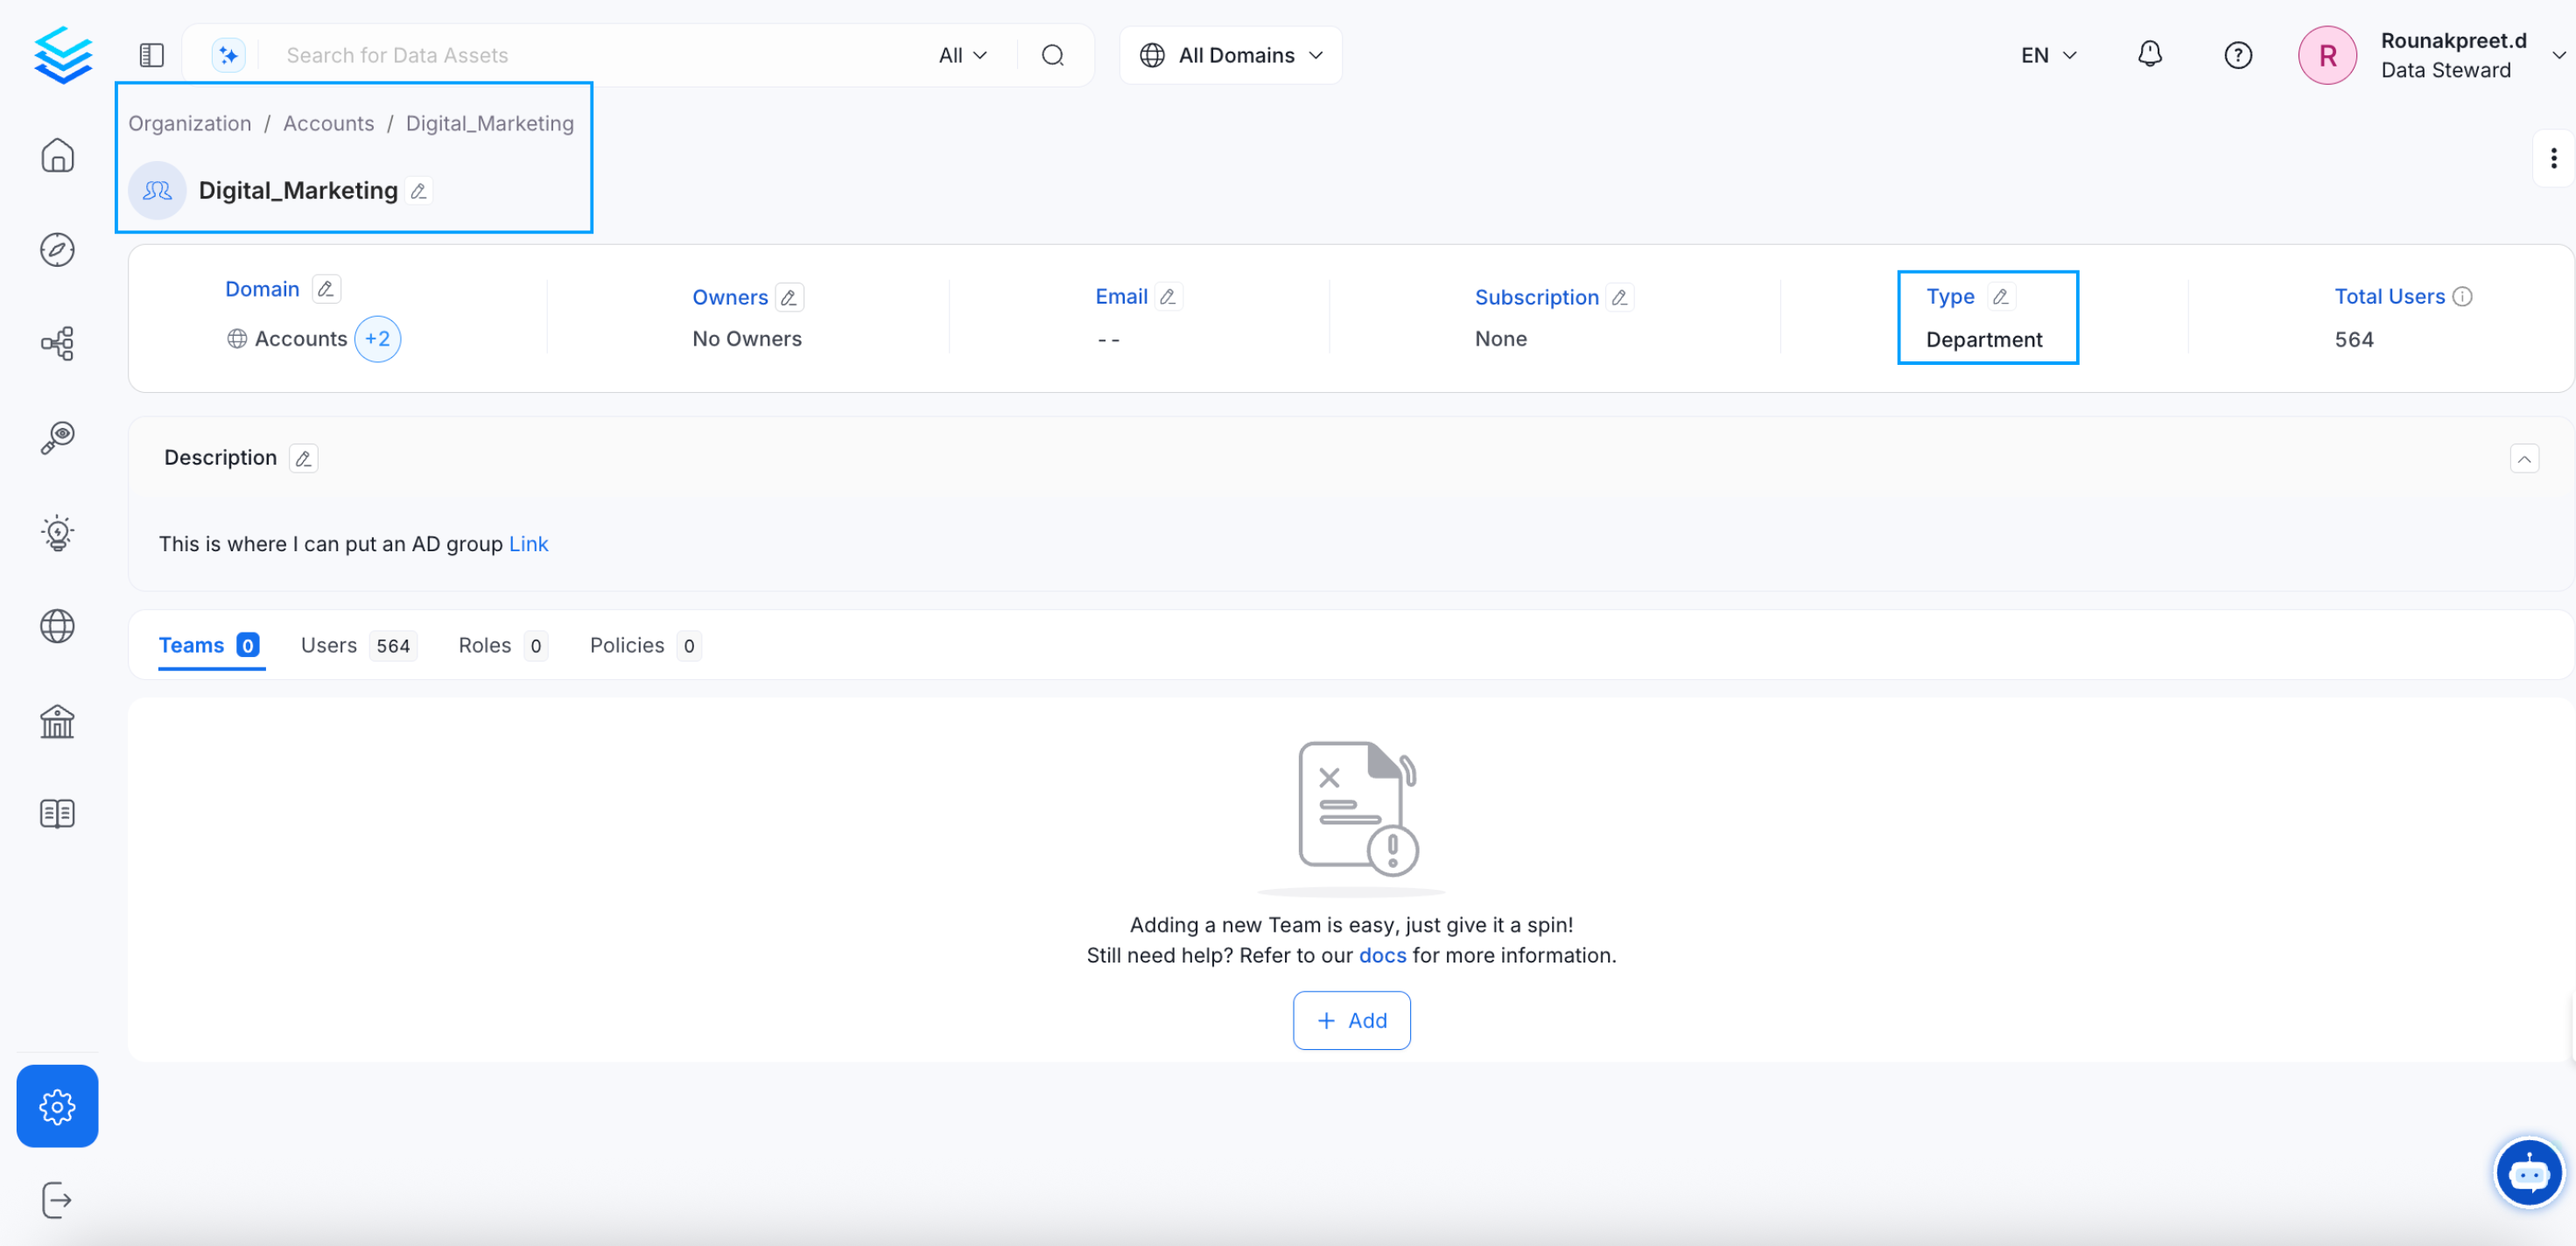 Search for Data Assets
All
All Domains
EN
R
Rounakpreet.d
Data Steward
Organization / Accounts / Digital_Marketing
Digital_Marketing
Domain
Accounts +2
Owners
No Owners
Email
--
Subscription
None
Type
Department
Total Users
564
Description
This is where I can put an AD group Link
Teams 0 Users 564 Roles 0 Policies 0
Adding a new Team is easy, just give it a spin!
Still need help? Refer to our docs for more information.
+ Add